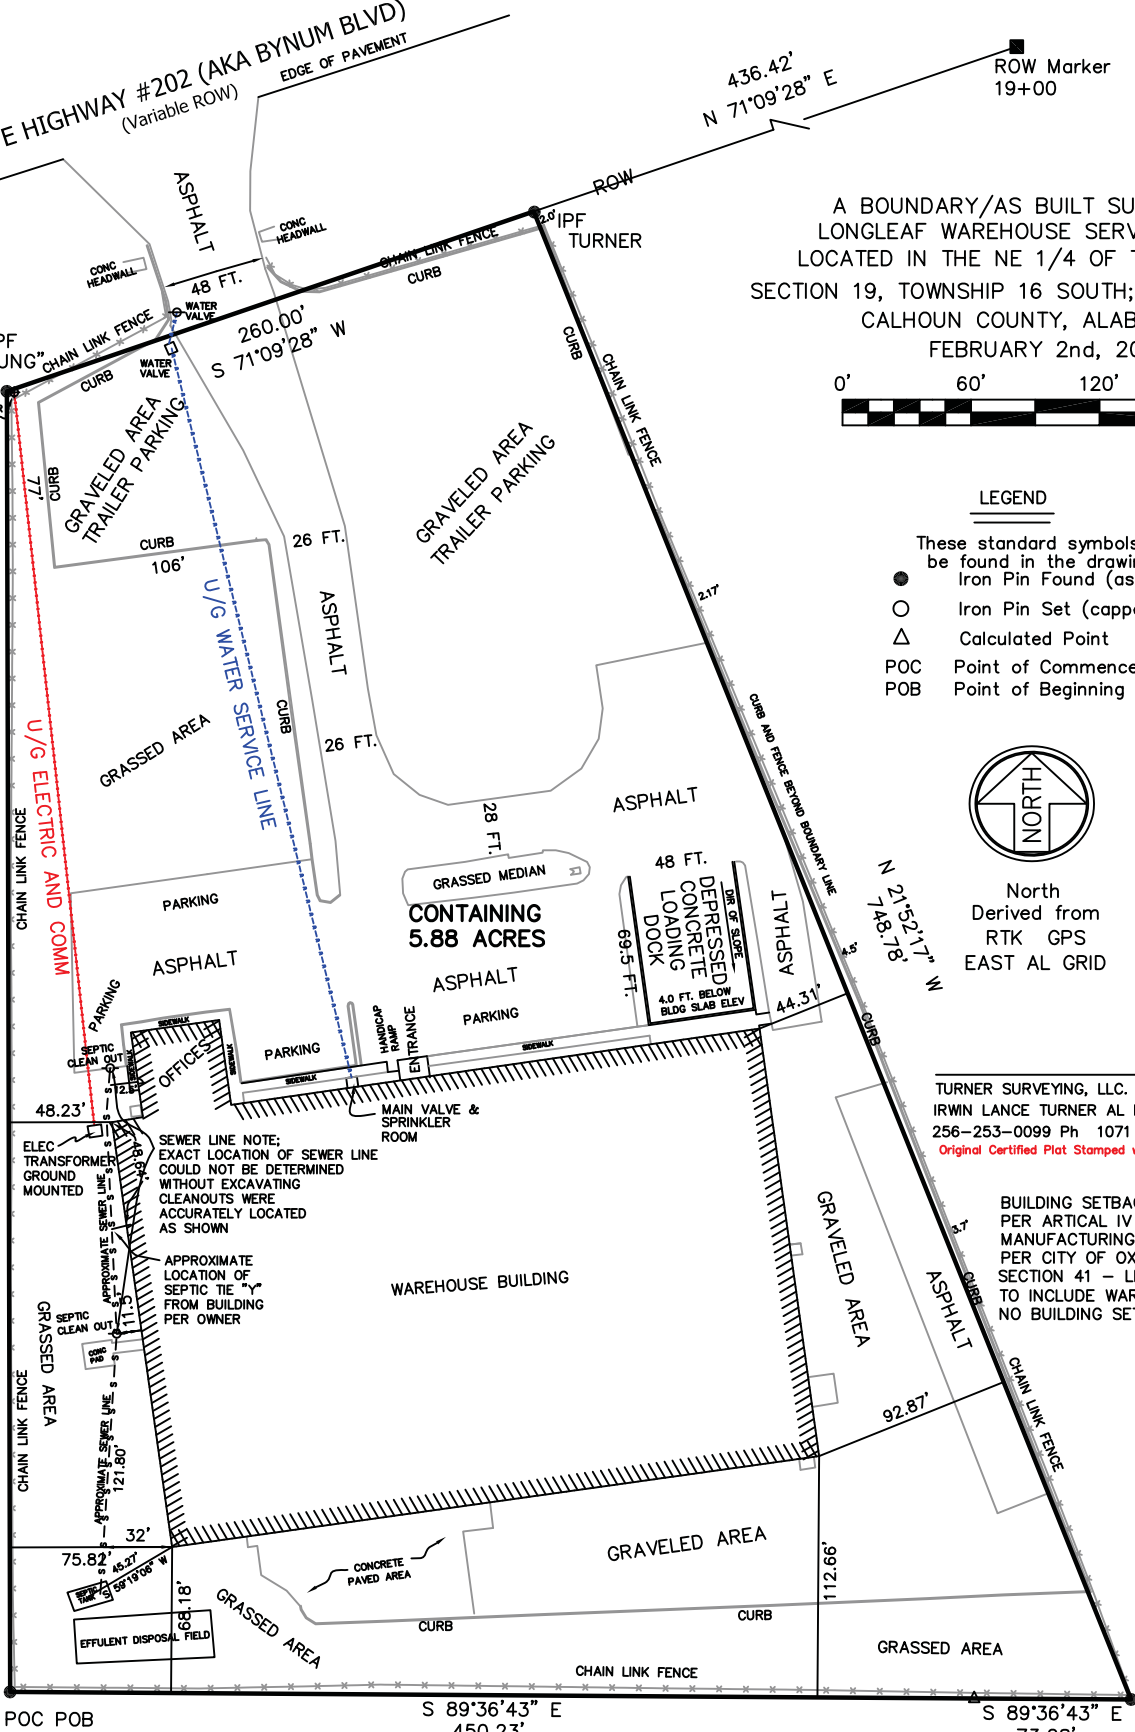 E HIGHWAY #202 (AKA BYNUM BLVD)
(Variable ROW)
EDGE OF PAVEMENT
436.42'
N 71°09'28" E
ROW Marker
19+00
ROW
2.0'
IPF
TURNER
ASPHALT
CONC
HEADWALL
CONC
HEADWALL
48 FT.
CHAIN LINK FENCE
CURB
WATER
VALVE
260.00'
S 71°09'28" W
CHAIN LINK FENCE
WATER
VALVE
CURB
PF
UNG"
A BOUNDARY/AS BUILT SU
LONGLEAF WAREHOUSE SERV
LOCATED IN THE NE 1/4 OF T
SECTION 19, TOWNSHIP 16 SOUTH;
CALHOUN COUNTY, ALAB
FEBRUARY 2nd, 20
0' 60' 120'
LEGEND
These standard symbols
be found in the drawin
Iron Pin Found (as
Iron Pin Set (cappe
Calculated Point
POC Point of Commence
POB Point of Beginning
NORTH
North
Derived from
RTK GPS
EAST AL GRID
GRAVELED AREA
TRAILER PARKING
77'
CURB
CURB
106'
GRAVELED AREA
TRAILER PARKING
CURB
CHAIN LINK FENCE
2.17'
26 FT.
ASPHALT
26 FT.
CURB
U/G WATER SERVICE LINE
U/G ELECTRIC AND COMM
GRASSED AREA
CHAIN LINK FENCE
CURB AND FENCE BEYOND BOUNDARY LINE
N 21°52'17" W
748.78'
4.5'
ASPHALT
28 FT.
GRASSED MEDIAN
48 FT.
DEPRESSED
CONCRETE
LOADING
DOCK
DIR OF SLOPE
69.5 FT.
4.0 FT. BELOW
BLDG SLAB ELEV
ASPHALT
44.31'
CURB
CONTAINING
5.88 ACRES
PARKING
ASPHALT
ASPHALT
PARKING
PARKING
SIDEWALK
SIDEWALK
SIDEWALK
OFFICES
SEPTIC
CLEAN OUT
PARKING
SIDEWALK
HANDICAP
RAMP
ENTRANCE
SIDEWALK
MAIN VALVE &
SPRINKLER
ROOM
48.23'
ELEC
TRANSFORMER
GROUND
MOUNTED
48.64'
SEWER LINE NOTE;
EXACT LOCATION OF SEWER LINE
COULD NOT BE DETERMINED
WITHOUT EXCAVATING
CLEANOUTS WERE
ACCURATELY LOCATED
AS SHOWN
APPROXIMATE
LOCATION OF
SEPTIC TIE "Y"
FROM BUILDING
PER OWNER
APPROXIMATE SEWER LINE
11.5'
SEPTIC
CLEAN OUT
CONC
PAD
GRASSED AREA
CHAIN LINK FENCE
APPROXIMATE SEWER LINE
121.80'
WAREHOUSE BUILDING
TURNER SURVEYING, LLC.
IRWIN LANCE TURNER AL
256-253-0099 Ph 1071
Original Certified Plat Stamped
BUILDING SETBAC
PER ARTICAL IV
MANUFACTURING
PER CITY OF OX
SECTION 41 - LI
TO INCLUDE WAR
NO BUILDING SET
GRAVELED AREA
3.7'
CURB
ASPHALT
CHAIN LINK FENCE
92.87'
32'
75.82'
45.27'
S 59°19'06" W
SEPTIC
TANK
EFFULENT DISPOSAL FIELD
68.18'
GRASSED AREA
CONCRETE
PAVED AREA
GRAVELED AREA
112.66'
CURB
CURB
GRASSED AREA
CHAIN LINK FENCE
POC POB
S 89°36'43" E
450.23'
S 89°36'43" E